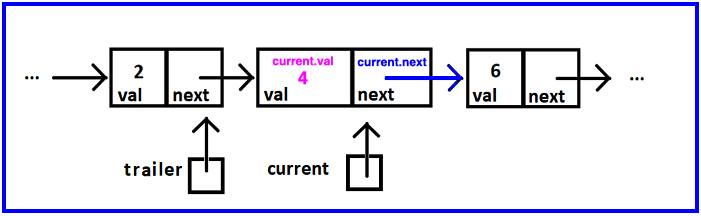 current.val current.next
... 2 4 6 ...
val next val next val next
trailer current